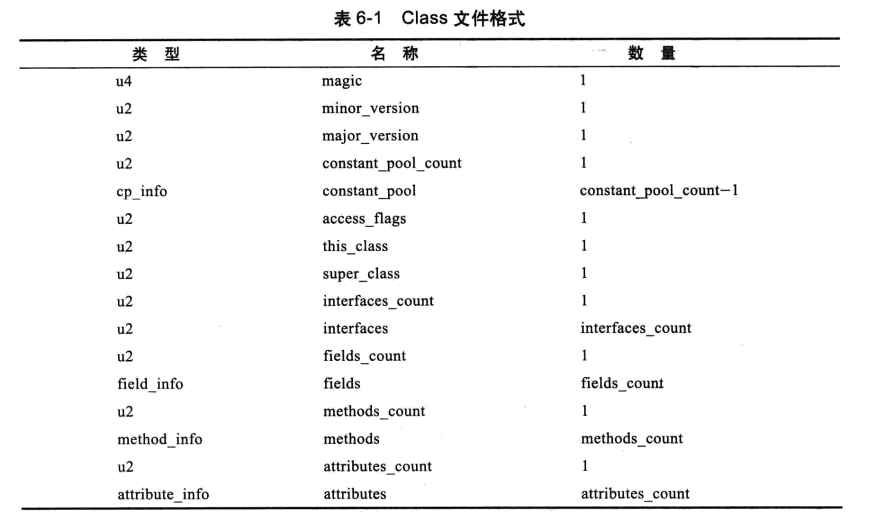 表 6-1 Class 文件格式
类 型 名 称 数 量
u4 magic 1
u2 minor_version 1
u2 major_version 1
u2 constant_pool_count 1
cp_info constant_pool constant_pool_count−1
u2 access_flags 1
u2 this_class 1
u2 super_class 1
u2 interfaces_count 1
u2 interfaces interfaces_count
u2 fields_count 1
field_info fields fields_count
u2 methods_count 1
method_info methods methods_count
u2 attributes_count 1
attribute_info attributes attributes_count